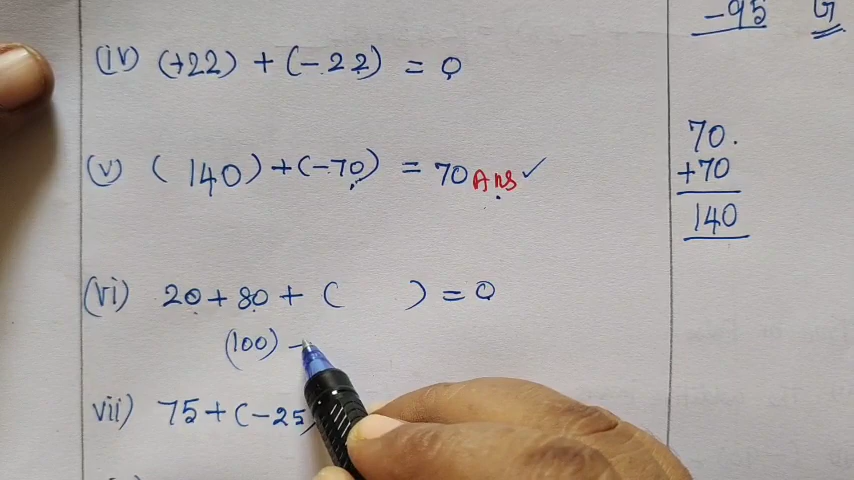 -95 G
(iv) (+22) + (-22) = 0
(v) (140) + (-70) = 70 Ans ✓
70.
+70
140
(vi) 20 + 80 + ( ) = 0
(100) -
vii) 75 + (-25